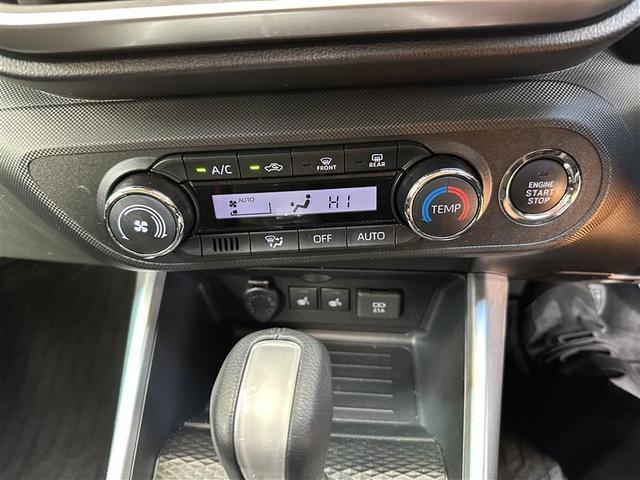 A/C
FRONT
REAR
AUTO
HI
TEMP
ENGINE
START
STOP
OFF
AUTO
2.1A